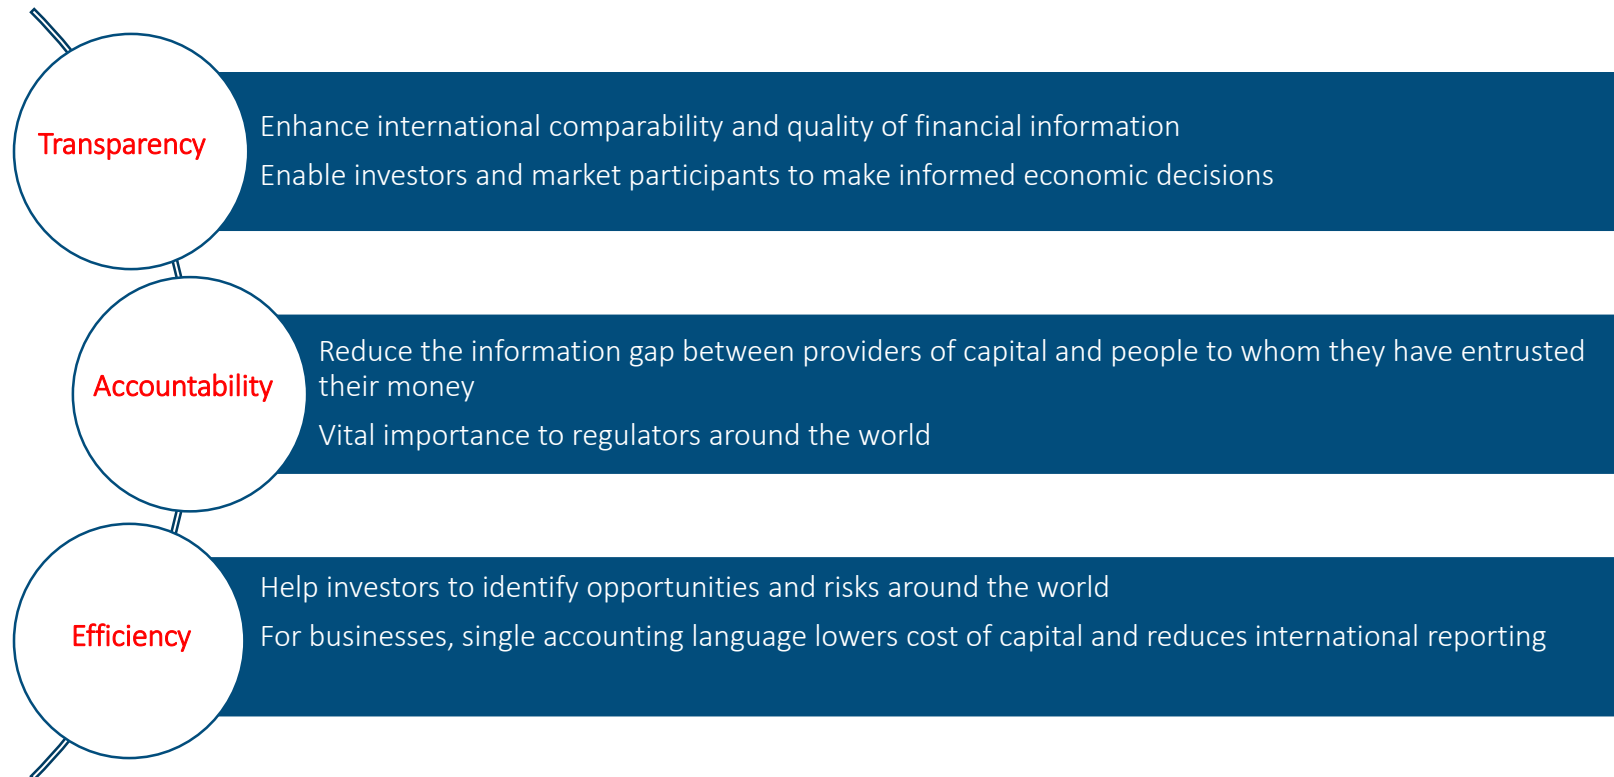 Transparency
Enhance international comparability and quality of financial information
Enable investors and market participants to make informed economic decisions
Accountability
Reduce the information gap between providers of capital and people to whom they have entrusted
their money
Vital importance to regulators around the world
Efficiency
Help investors to identify opportunities and risks around the world
For businesses, single accounting language lowers cost of capital and reduces international reporting